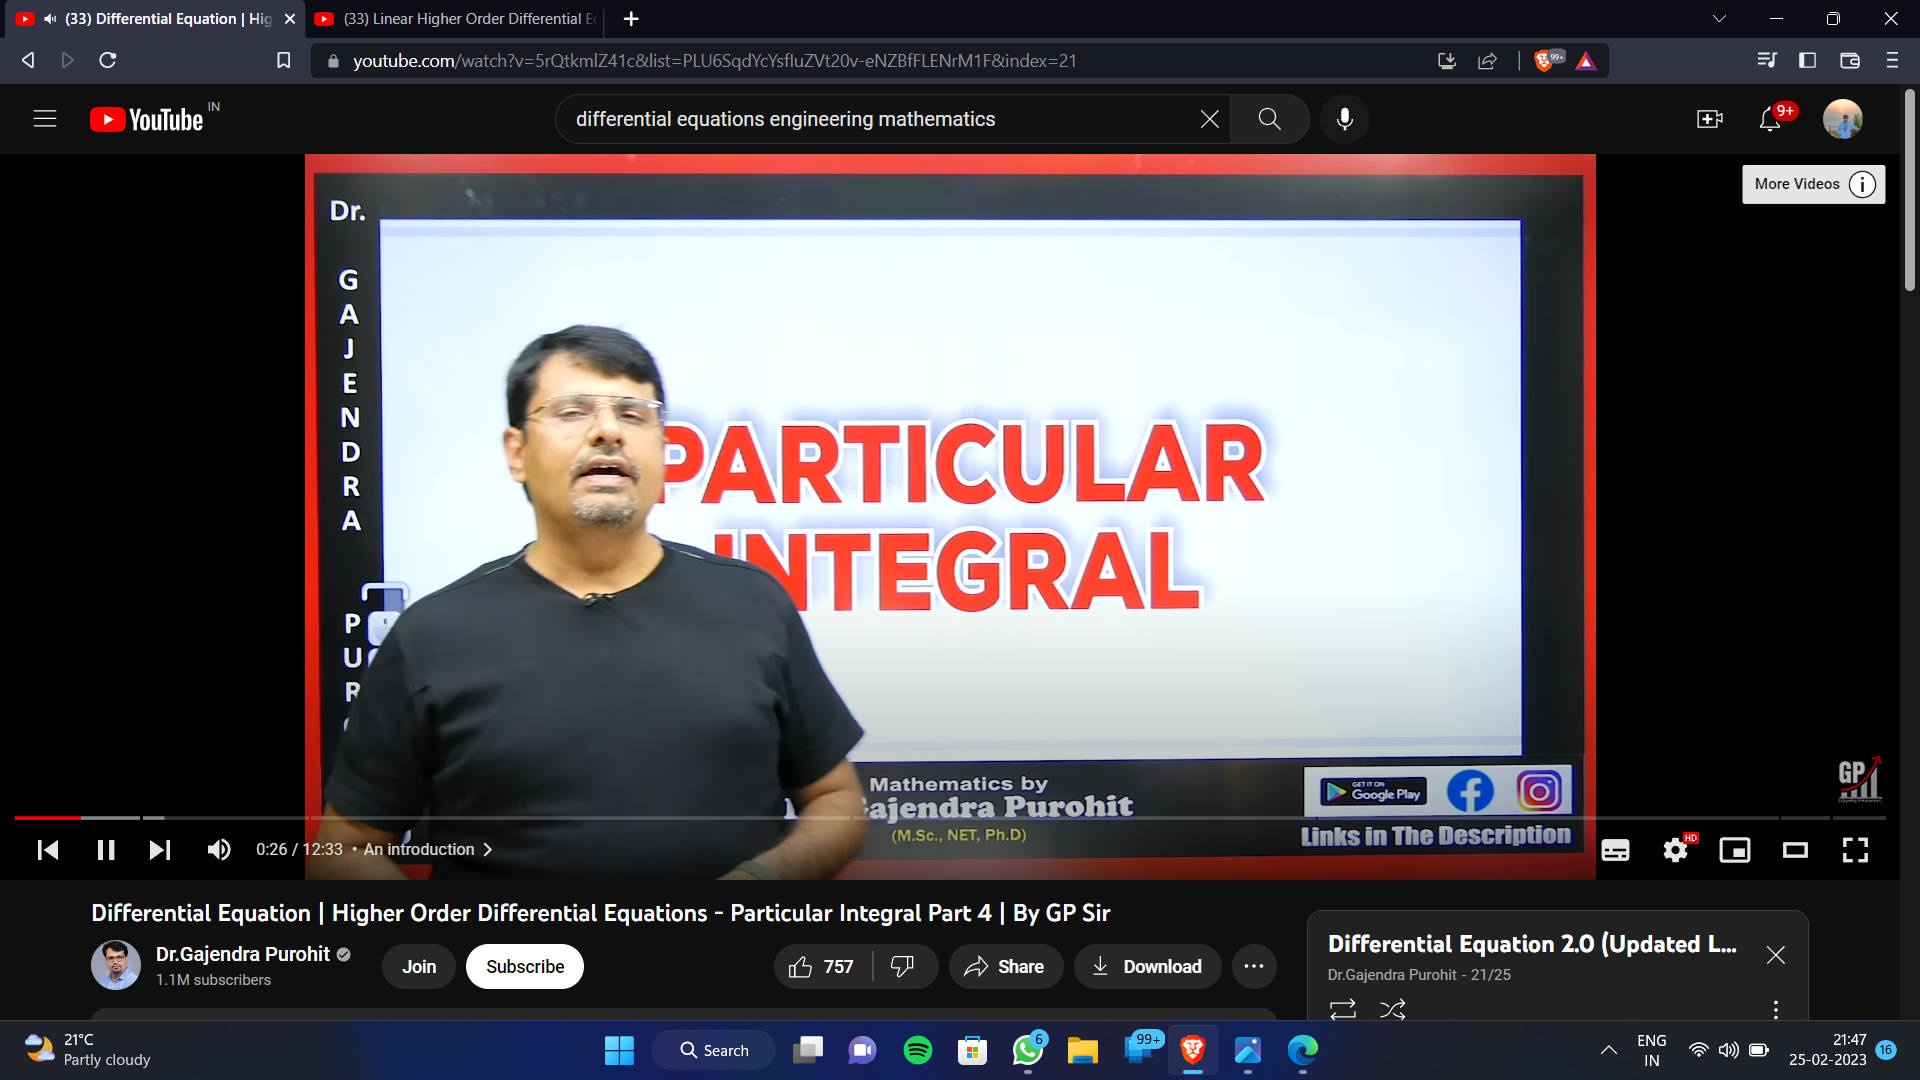 (33) Differential Equation | Hig
(33) Linear Higher Order Differential E
youtube.com/watch?v=5rQtkmlZ41c&list=PLU6SqdYcYsfIuZVt20v-eNZBfFLENrM1F&index=21
99+
YouTube IN
differential equations engineering mathematics
9+
More Videos
Dr.
G
A
J
E
N
D
R
A
P
U
R
PARTICULAR
INTEGRAL
Mathematics by
ajendra Purohit
(M.Sc., NET, Ph.D)
GET IT ON
Google Play
Links in The Description
GP
0:26 / 12:33 • An introduction
HD
Differential Equation | Higher Order Differential Equations - Particular Integral Part 4 | By GP Sir
Dr.Gajendra Purohit
1.1M subscribers
Join
Subscribe
757
Share
Download
Differential Equation 2.0 (Updated L...
Dr.Gajendra Purohit - 21/25
21°C
Partly cloudy
Search
6
99+
ENG
IN
21:47
25-02-2023
16